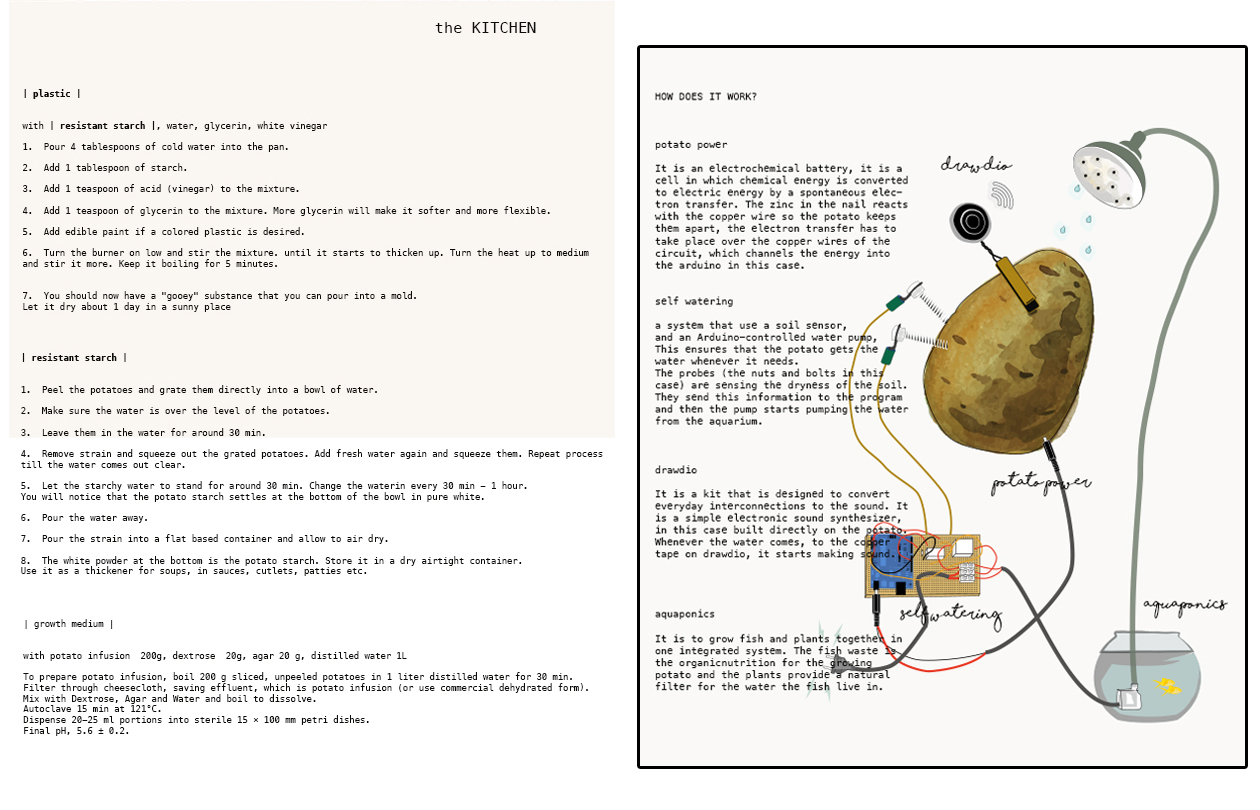 the KITCHEN
| plastic |
with | resistant starch |, water, glycerin, white vinegar
1. Pour 4 tablespoons of cold water into the pan.
2. Add 1 tablespoon of starch.
3. Add 1 teaspoon of acid (vinegar) to the mixture.
4. Add 1 teaspoon of glycerin to the mixture. More glycerin will make it softer and more flexible.
5. Add edible paint if a colored plastic is desired.
6. Turn the burner on low and stir the mixture. until it starts to thicken up. Turn the heat up to medium
and stir it more. Keep it boiling for 5 minutes.
7. You should now have a "gooey" substance that you can pour into a mold.
Let it dry about 1 day in a sunny place
| resistant starch |
1. Peel the potatoes and grate them directly into a bowl of water.
2. Make sure the water is over the level of the potatoes.
3. Leave them in the water for around 30 min.
4. Remove strain and squeeze out the grated potatoes. Add fresh water again and squeeze them. Repeat process
till the water comes out clear.
5. Let the starchy water to stand for around 30 min. Change the waterin every 30 min – 1 hour.
You will notice that the potato starch settles at the bottom of the bowl in pure white.
6. Pour the water away.
7. Pour the strain into a flat based container and allow to air dry.
8. The white powder at the bottom is the potato starch. Store it in a dry airtight container.
Use it as a thickener for soups, in sauces, cutlets, patties etc.
| growth medium |
with potato infusion 200g, dextrose 20g, agar 20 g, distilled water 1L
To prepare potato infusion, boil 200 g sliced, unpeeled potatoes in 1 liter distilled water for 30 min.
Filter through cheesecloth, saving effluent, which is potato infusion (or use commercial dehydrated form).
Mix with Dextrose, Agar and Water and boil to dissolve.
Autoclave 15 min at 121°C.
Dispense 20–25 ml portions into sterile 15 × 100 mm petri dishes.
Final pH, 5.6 ± 0.2.
HOW DOES IT WORK?
potato power
It is an electrochemical battery, it is a
cell in which chemical energy is converted
to electric energy by a spontaneous elec-
tron transfer. The zinc in the nail reacts
with the copper wire so the potato keeps
them apart, the electron transfer has to
take place over the copper wires of the
circuit, which channels the energy into
the arduino in this case.
self watering
a system that use a soil sensor,
and an Arduino-controlled water pump,
This ensures that the potato gets the
water whenever it needs.
The probes (the nuts and bolts in this
case) are sensing the dryness of the soil.
They send this information to the program
and then the pump starts pumping the water
from the aquarium.
drawdio
It is a kit that is designed to convert
everyday interconnections to the sound. It
is a simple electronic sound synthesizer,
in this case built directly on the potato.
Whenever the water comes, to the copper
tape on drawdio, it starts making sound.
aquaponics
It is to grow fish and plants together in
one integrated system. The fish waste is
the organicnutrition for the growing
potato and the plants provide a natural
filter for the water the fish live in.
drawdio
potato power
self watering
aquaponics